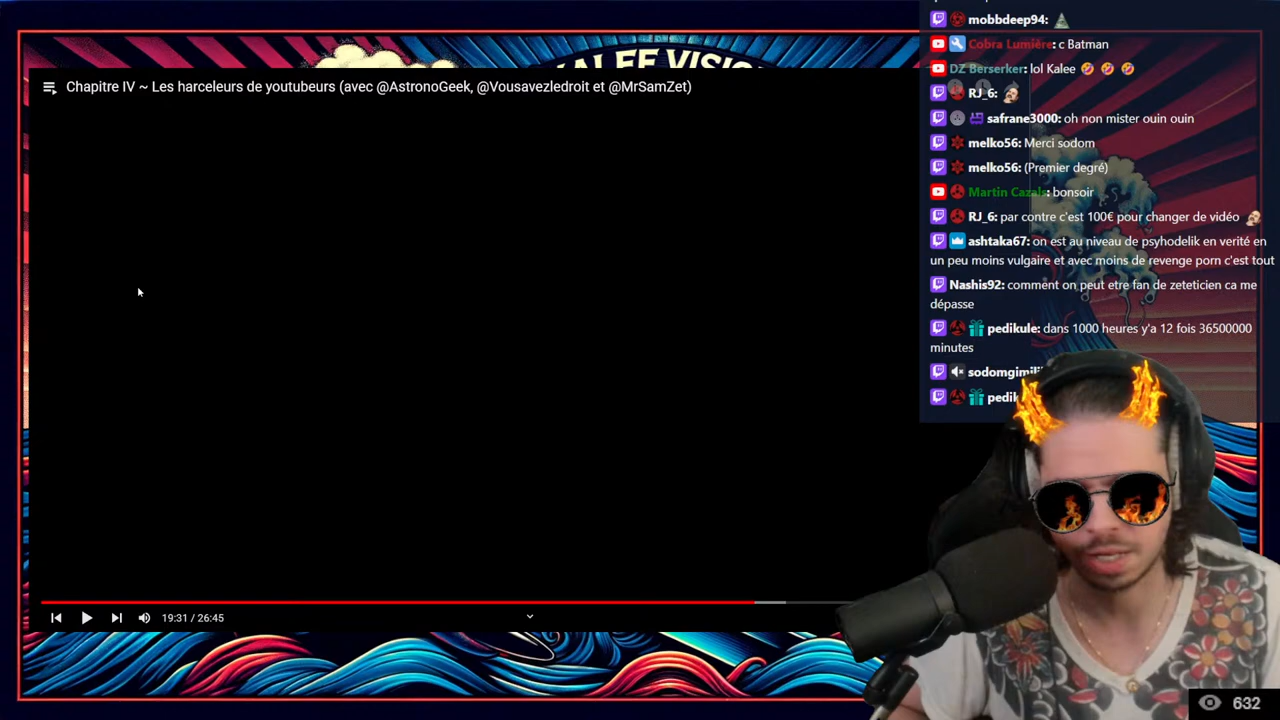 KALEE VISION
Chapitre IV ~ Les harceleurs de youtubeurs (avec @AstronoGeek, @Vousavezledroit et @MrSamZet)
19:31 / 26:45
mobbdeep94:
Cobra Lumière: c Batman
DZ Berserker: lol Kalee 🤣 🤣 🤣
RJ_6:
safrane3000: oh non mister ouin ouin
melko56: Merci sodom
melko56: (Premier degré)
Martin Cazals: bonsoir
RJ_6: par contre c'est 100€ pour changer de vidéo
ashtaka67: on est au niveau de psyhodelik en verité en
un peu moins vulgaire et avec moins de revenge porn c'est tout
Nashis92: comment on peut etre fan de zeteticien ca me
dépasse
pedikule: dans 1000 heures y'a 12 fois 36500000
minutes
sodomgimili
pedik
632